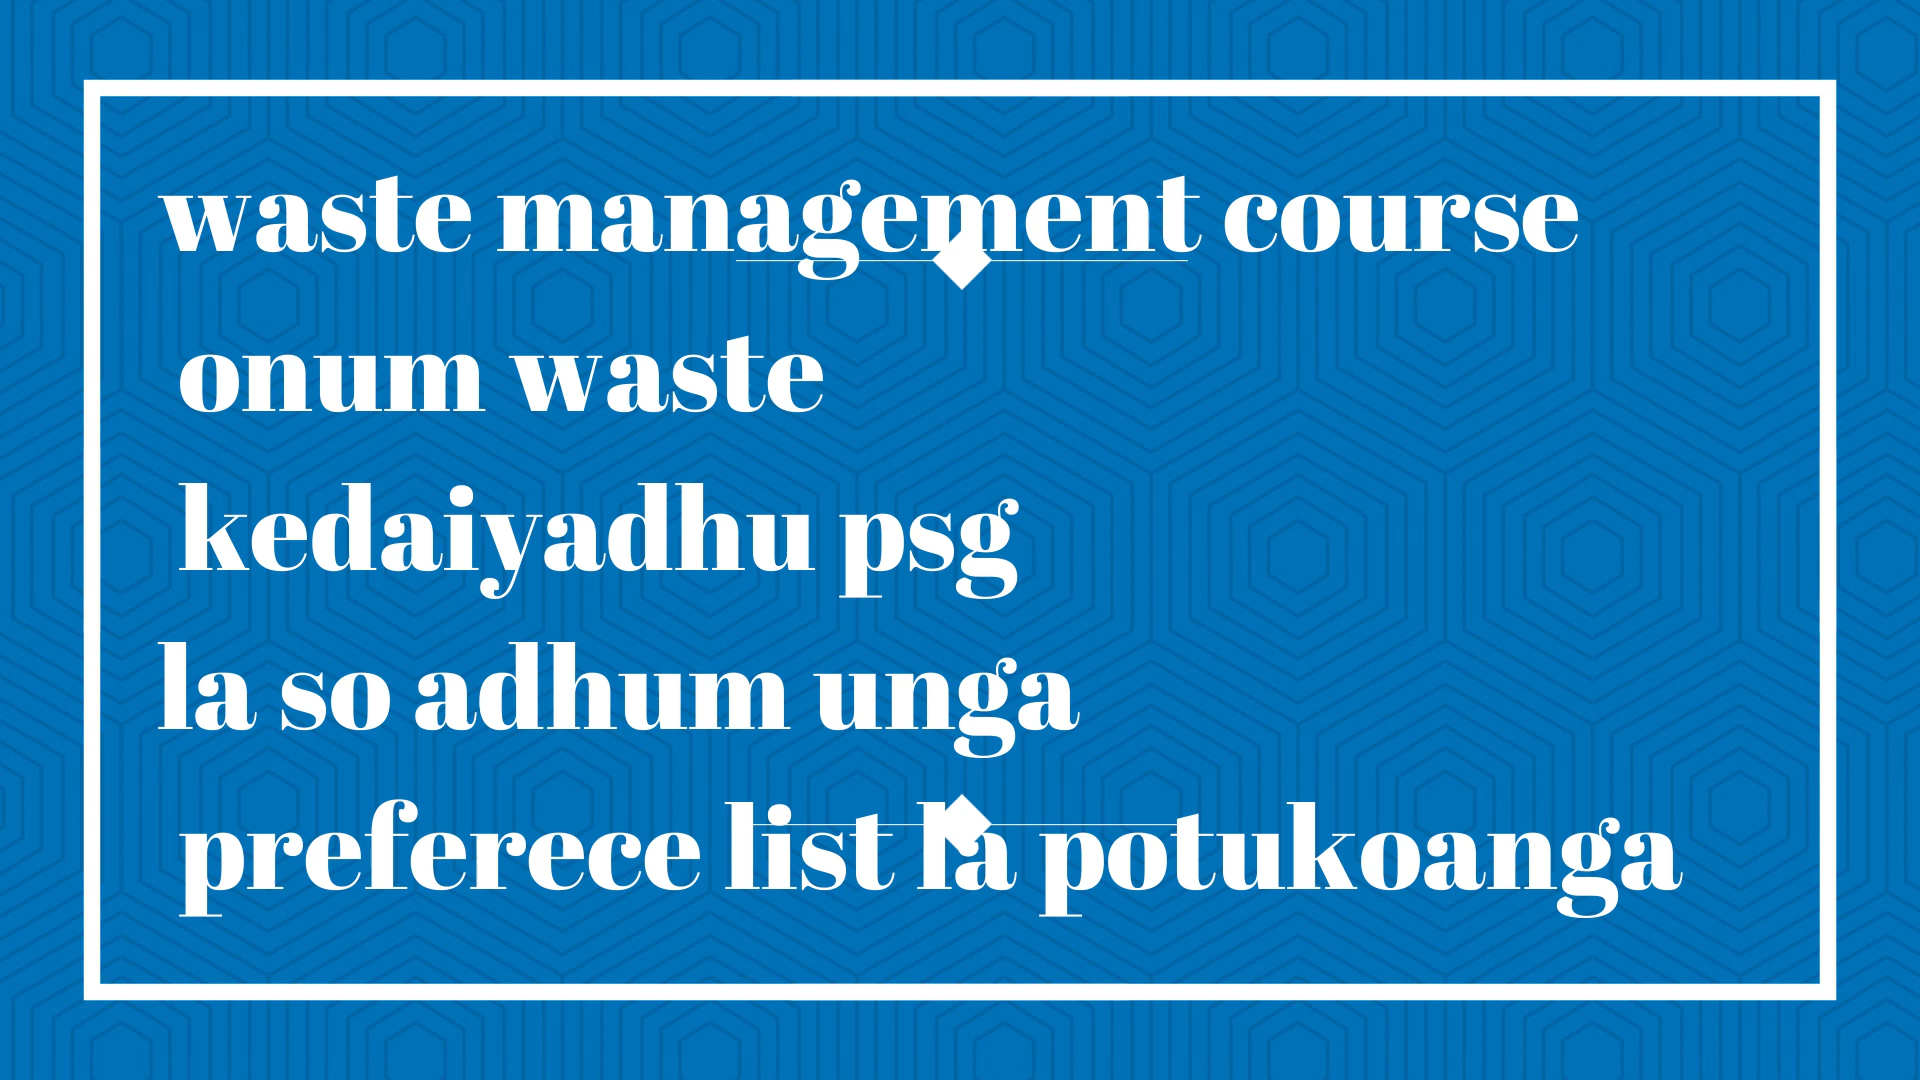 waste management course
onum waste
kedaiyadhu psg
la so adhum unga
preferece list la potukoanga